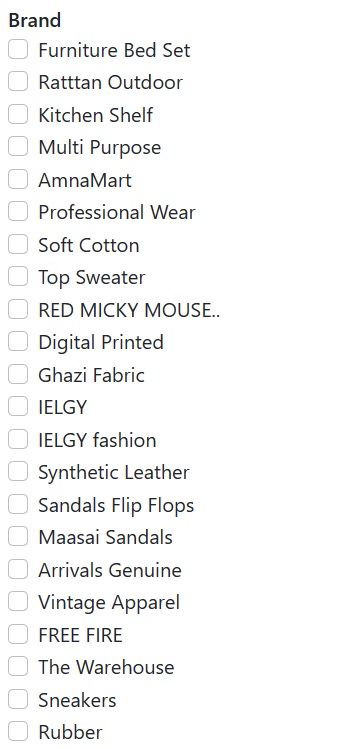 Brand
Furniture Bed Set
Ratttan Outdoor
Kitchen Shelf
Multi Purpose
AmnaMart
Professional Wear
Soft Cotton
Top Sweater
RED MICKY MOUSE..
Digital Printed
Ghazi Fabric
IELGY
IELGY fashion
Synthetic Leather
Sandals Flip Flops
Maasai Sandals
Arrivals Genuine
Vintage Apparel
FREE FIRE
The Warehouse
Sneakers
Rubber